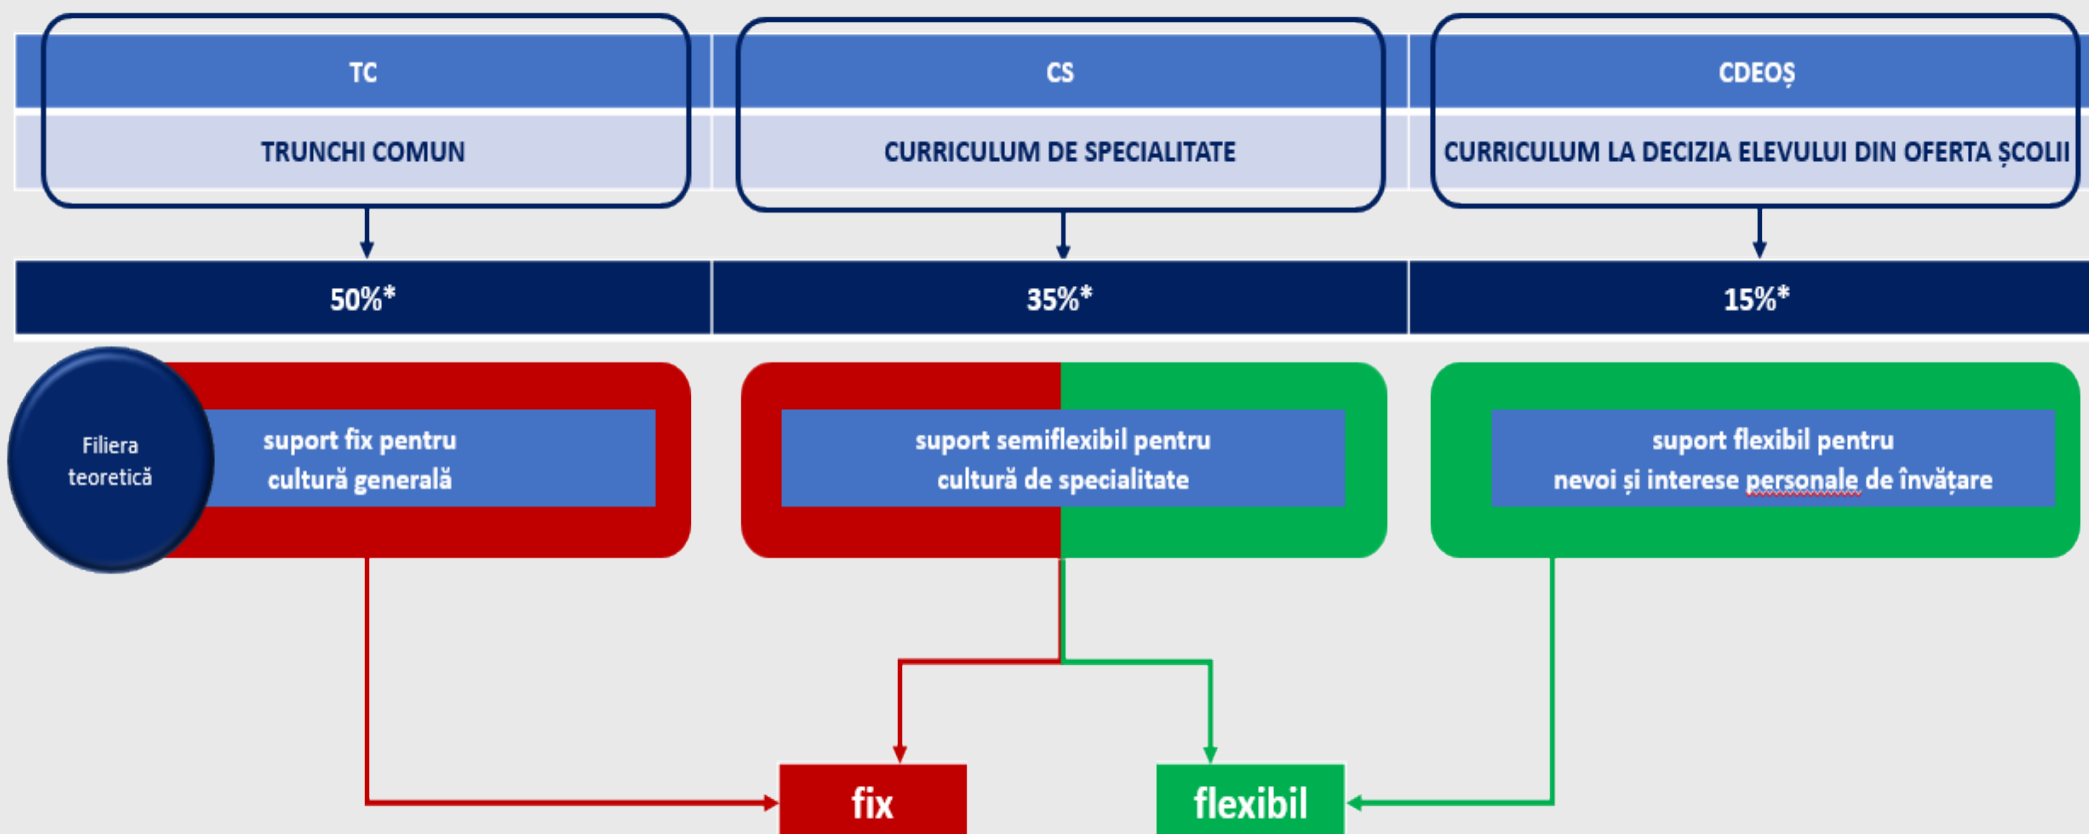 TC
CS
CDEOȘ
TRUNCHI COMUN
CURRICULUM DE SPECIALITATE
CURRICULUM LA DECIZIA ELEVULUI DIN OFERTA ȘCOLII
50%*
35%*
15%*
Filiera
teoretică
suport fix pentru
cultură generală
suport semiflexibil pentru
cultură de specialitate
suport flexibil pentru
nevoi și interese personale de învățare
fix
flexibil